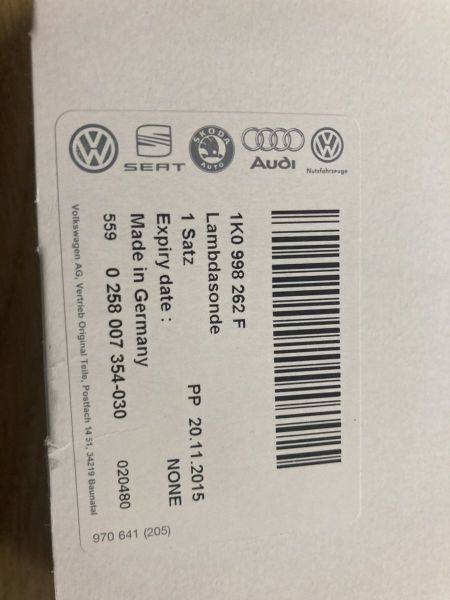 SEAT
SKODA
AUTO
Audi
Nutzfahrzeuge
1K0 998 262 F
Lambdasonde
1 Satz PP 20.11.2015
Expiry date : NONE
Made in Germany
559 0 258 007 354-030 020480
Volkswagen AG, Vertrieb Original Teile, Postfach 14 51, 34219 Baunatal
970 641 (205)